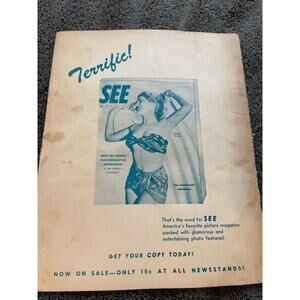 Terrific!
SEE
That's the word for SEE
America's favorite picture magazine
packed with glamorous and
entertaining photo features!
GET YOUR COPY TODAY!
NOW ON SALE—ONLY 15c AT ALL NEWSSTANDS!